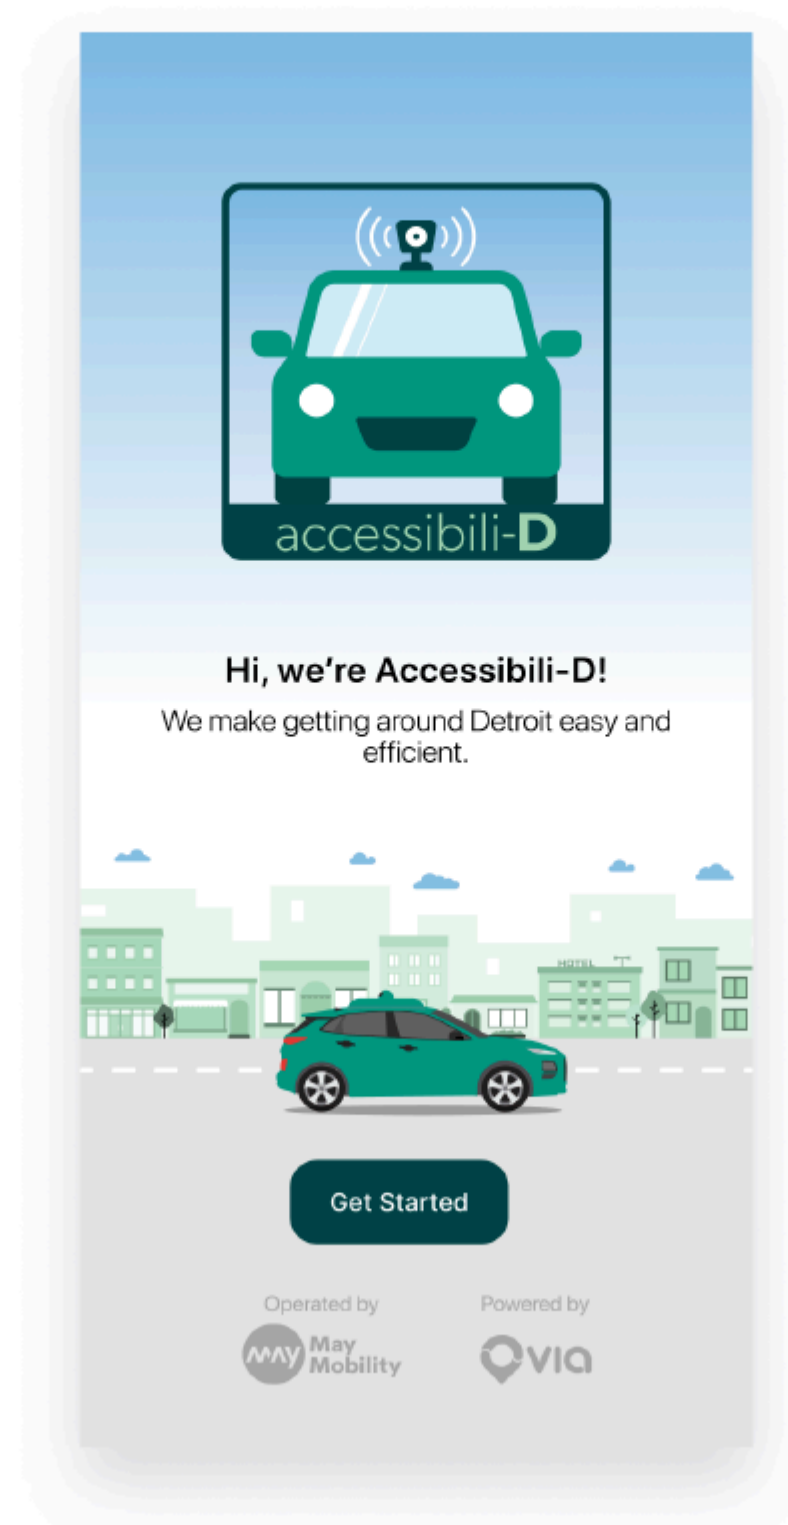 accessibili-D
Hi, we’re Accessibili-D!
We make getting around Detroit easy and
efficient.
HOTEL
Get Started
Operated by
Powered by
may
May
Mobility
via